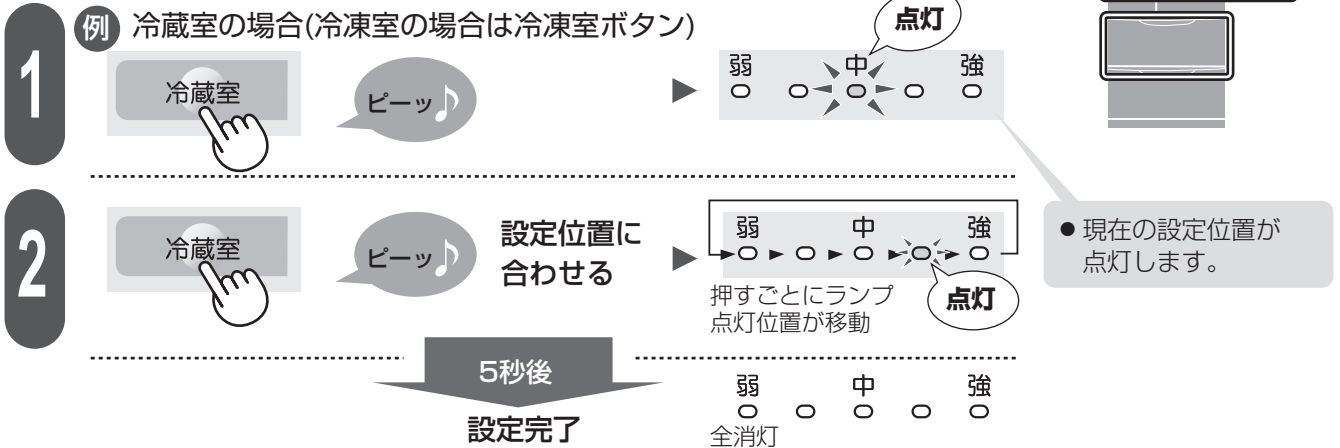 1
例 冷蔵室の場合(冷凍室の場合は冷凍室ボタン)
冷蔵室
ピーッ♪
点灯
弱 中 強
● 現在の設定位置が
点灯します。
2
冷蔵室
ピーッ♪
設定位置に
合わせる
弱 中 強
押すごとにランプ
点灯位置が移動
点灯
5秒後
設定完了
弱 中 強
全消灯